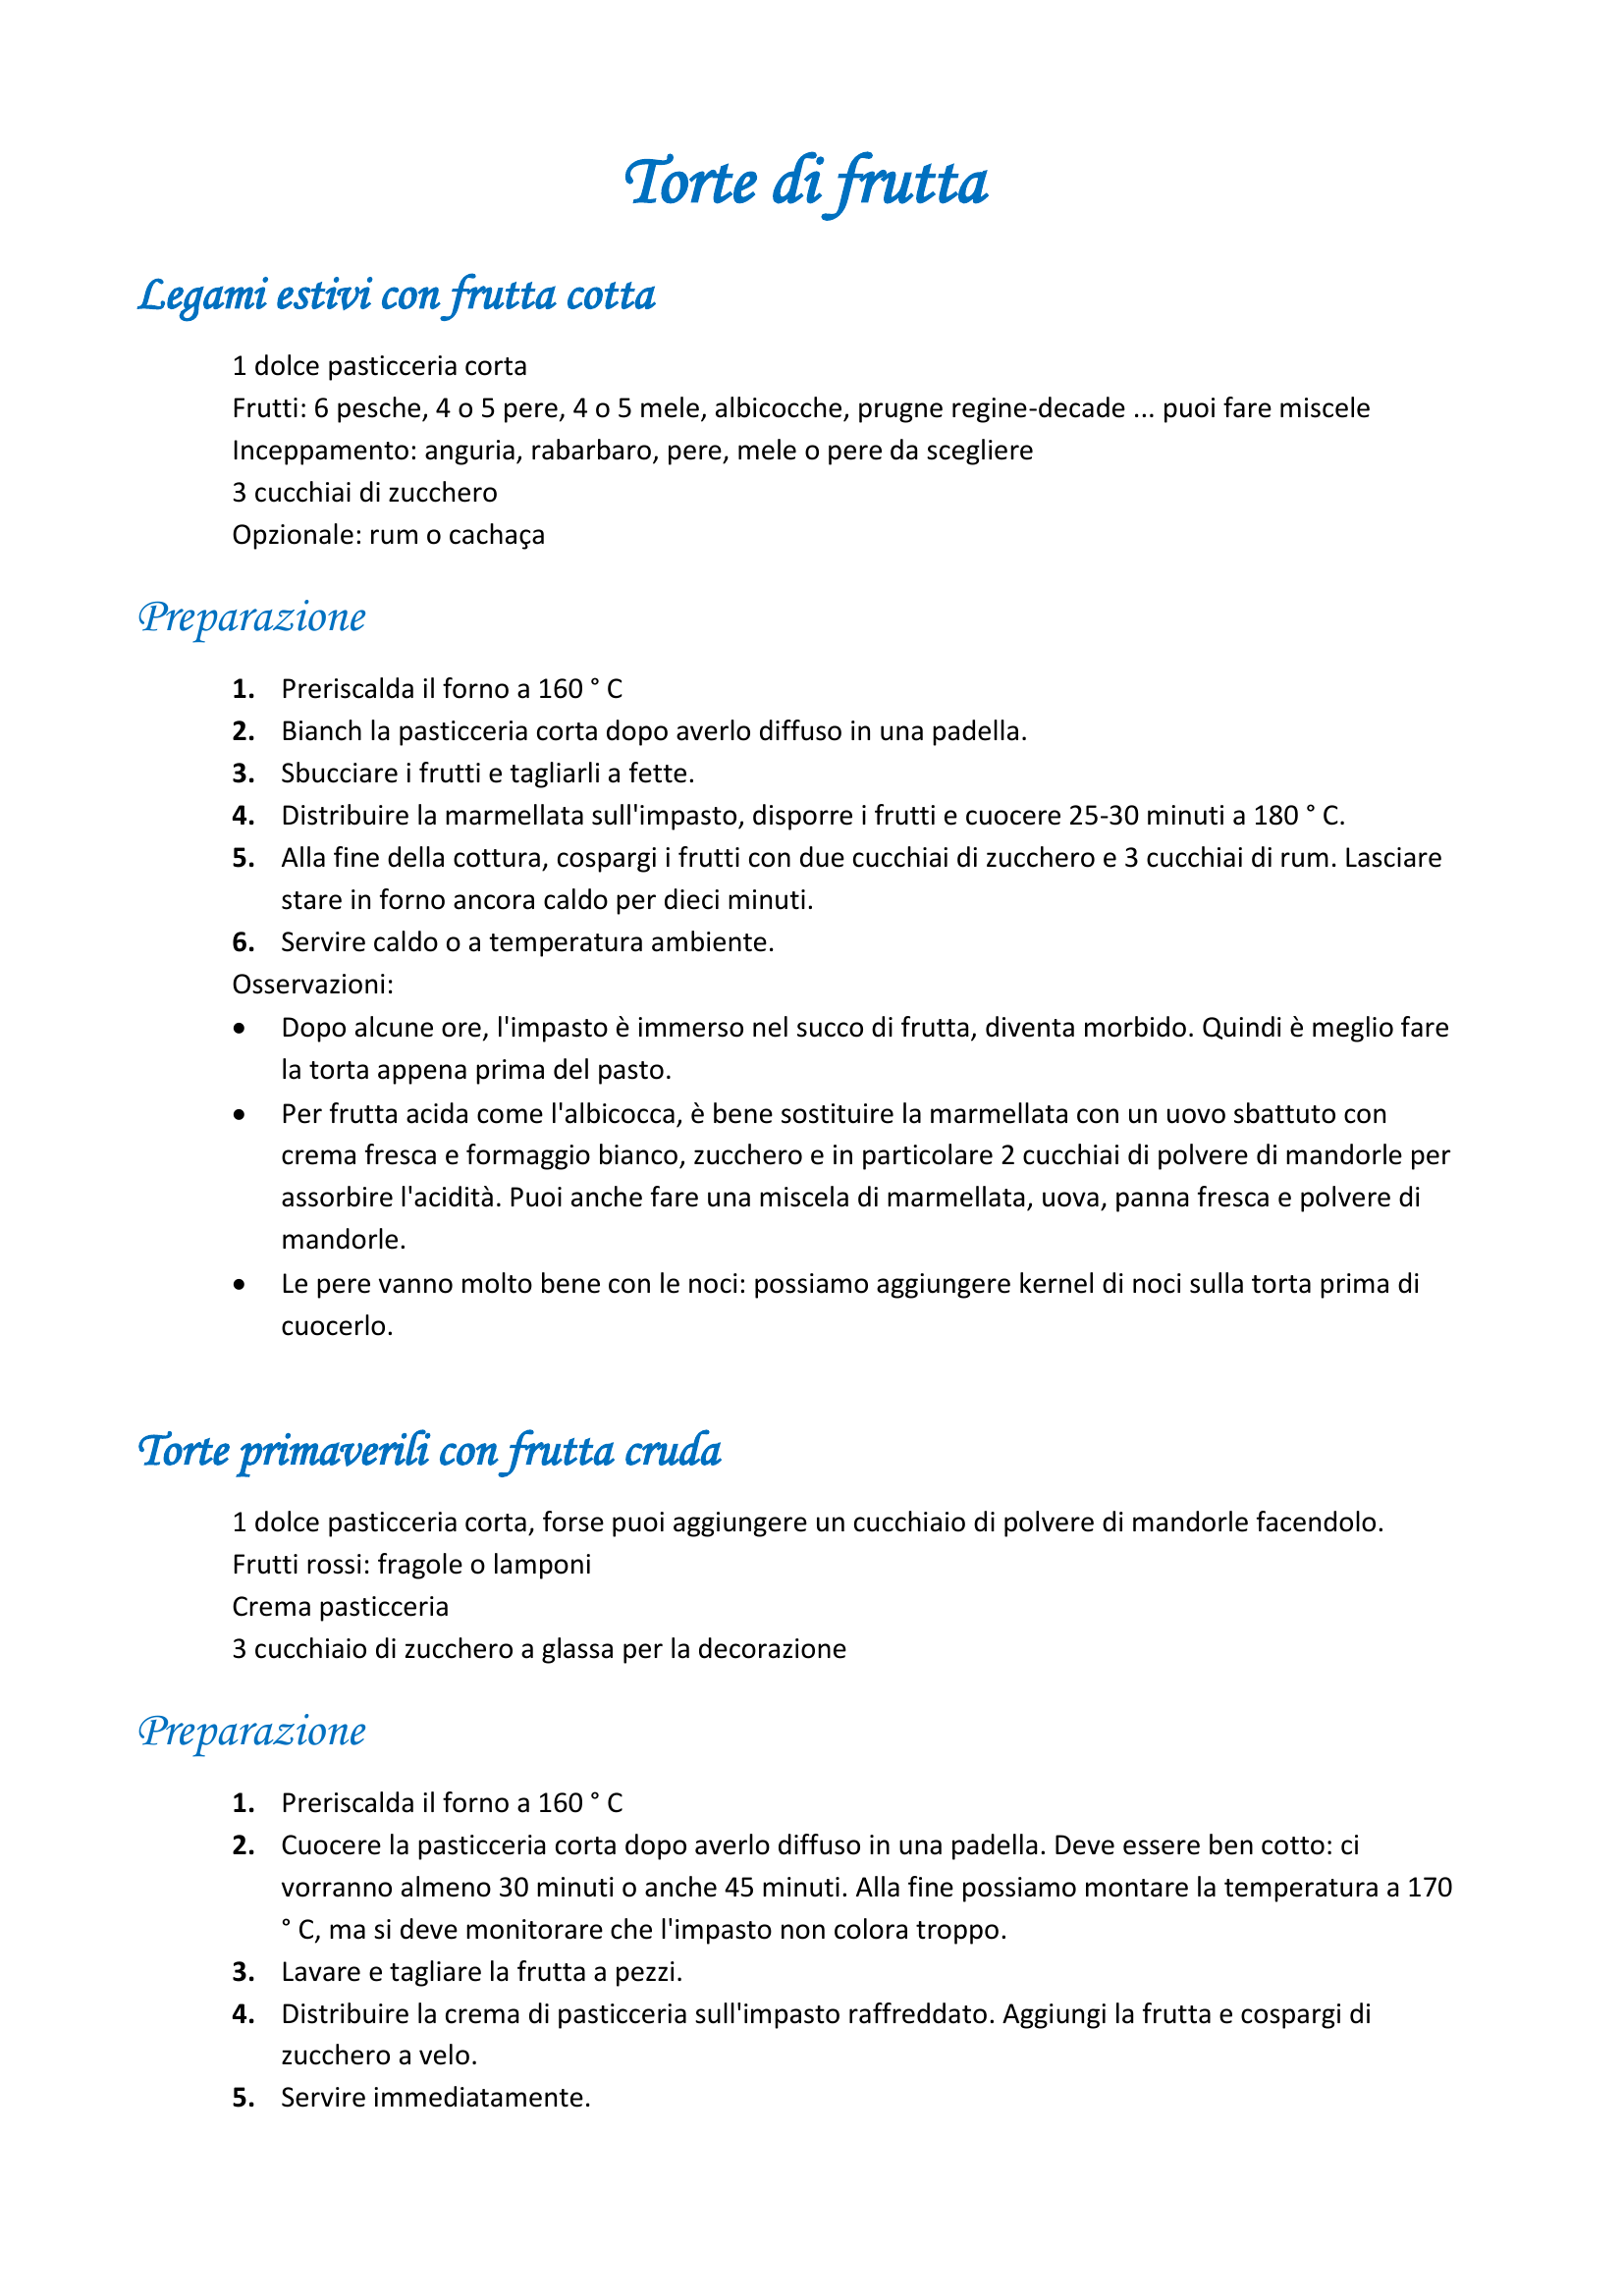 Torte di frutta
Legami estivi con frutta cotta
1 dolce pasticceria corta
Frutti: 6 pesche, 4 o 5 pere, 4 o 5 mele, albicocche, prugne regine-decade ... puoi fare miscele
Inceppamento: anguria, rabarbaro, pere, mele o pere da scegliere
3 cucchiai di zucchero
Opzionale: rum o cachaça
Preparazione
1. Preriscalda il forno a 160 ° C
2. Bianch la pasticceria corta dopo averlo diffuso in una padella.
3. Sbucciare i frutti e tagliarli a fette.
4. Distribuire la marmellata sull'impasto, disporre i frutti e cuocere 25-30 minuti a 180 ° C.
5. Alla fine della cottura, cospargi i frutti con due cucchiai di zucchero e 3 cucchiai di rum. Lasciare
stare in forno ancora caldo per dieci minuti.
6. Servire caldo o a temperatura ambiente.
Osservazioni:
• Dopo alcune ore, l'impasto è immerso nel succo di frutta, diventa morbido. Quindi è meglio fare
la torta appena prima del pasto.
• Per frutta acida come l'albicocca, è bene sostituire la marmellata con un uovo sbattuto con
crema fresca e formaggio bianco, zucchero e in particolare 2 cucchiai di polvere di mandorle per
assorbire l'acidità. Puoi anche fare una miscela di marmellata, uova, panna fresca e polvere di
mandorle.
• Le pere vanno molto bene con le noci: possiamo aggiungere kernel di noci sulla torta prima di
cuocerlo.
Torte primaverili con frutta cruda
1 dolce pasticceria corta, forse puoi aggiungere un cucchiaio di polvere di mandorle facendolo.
Frutti rossi: fragole o lamponi
Crema pasticceria
3 cucchiaio di zucchero a glassa per la decorazione
Preparazione
1. Preriscalda il forno a 160 ° C
2. Cuocere la pasticceria corta dopo averlo diffuso in una padella. Deve essere ben cotto: ci
vorranno almeno 30 minuti o anche 45 minuti. Alla fine possiamo montare la temperatura a 170
° C, ma si deve monitorare che l'impasto non colora troppo.
3. Lavare e tagliare la frutta a pezzi.
4. Distribuire la crema di pasticceria sull'impasto raffreddato. Aggiungi la frutta e cospargi di
zucchero a velo.
5. Servire immediatamente.